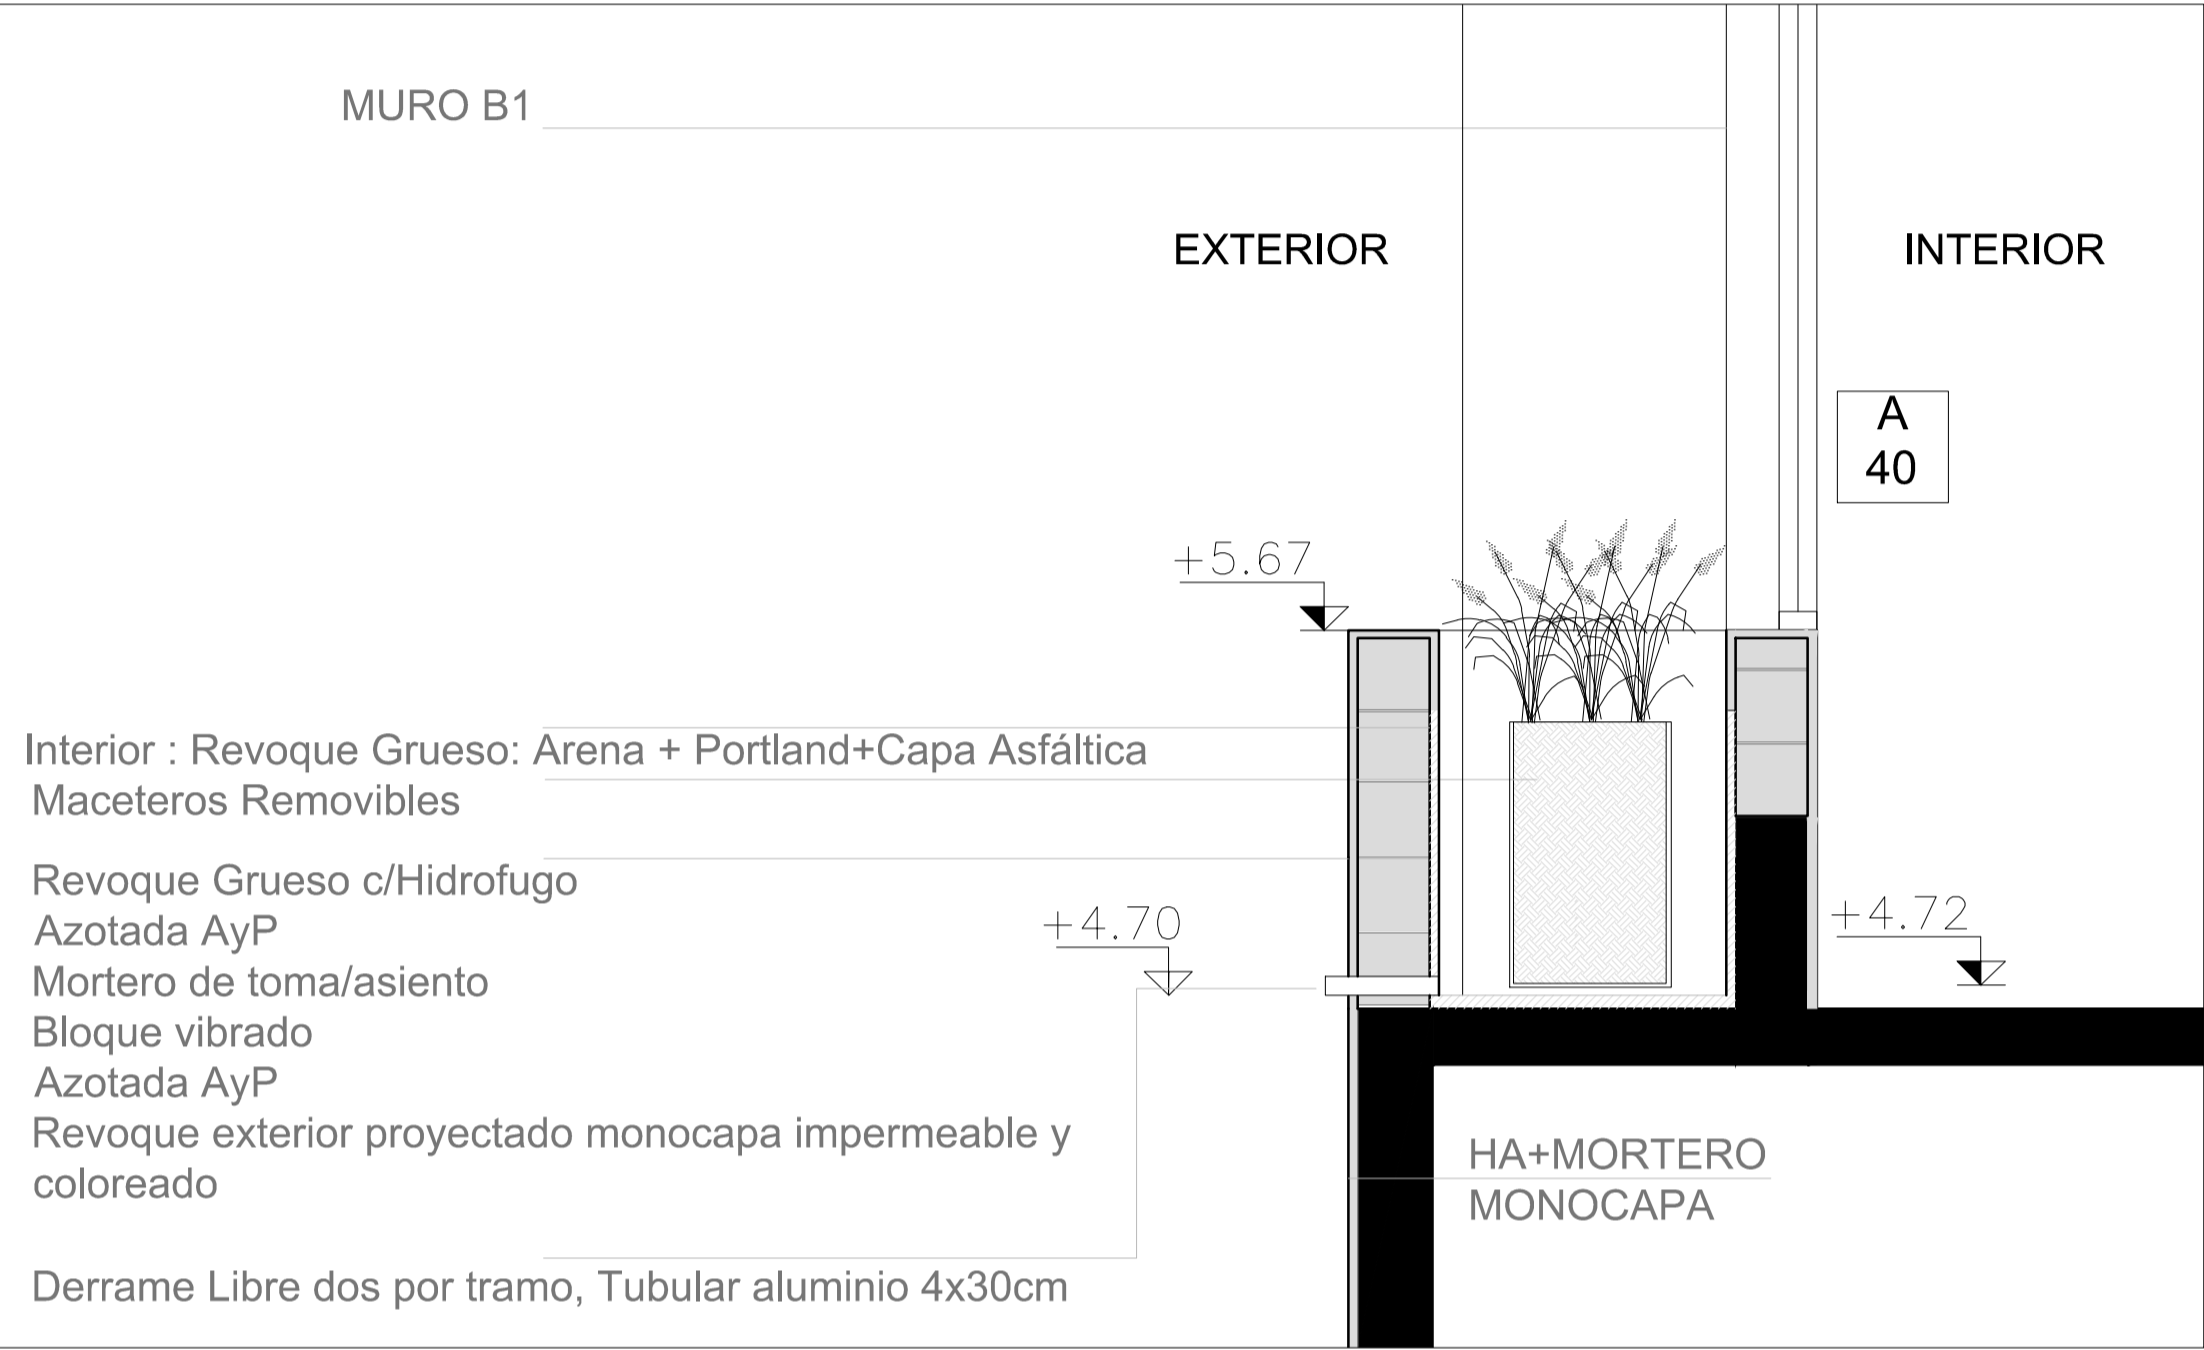 MURO B1
EXTERIOR
INTERIOR
A
40
+5.67
Interior : Revoque Grueso: Arena + Portland+Capa Asfáltica
Maceteros Removibles
Revoque Grueso c/Hidrofugo
Azotada AyP
+4.70
+4.72
Mortero de toma/asiento
Bloque vibrado
Azotada AyP
Revoque exterior proyectado monocapa impermeable y
coloreado
HA+MORTERO
MONOCAPA
Derrame Libre dos por tramo, Tubular aluminio 4x30cm